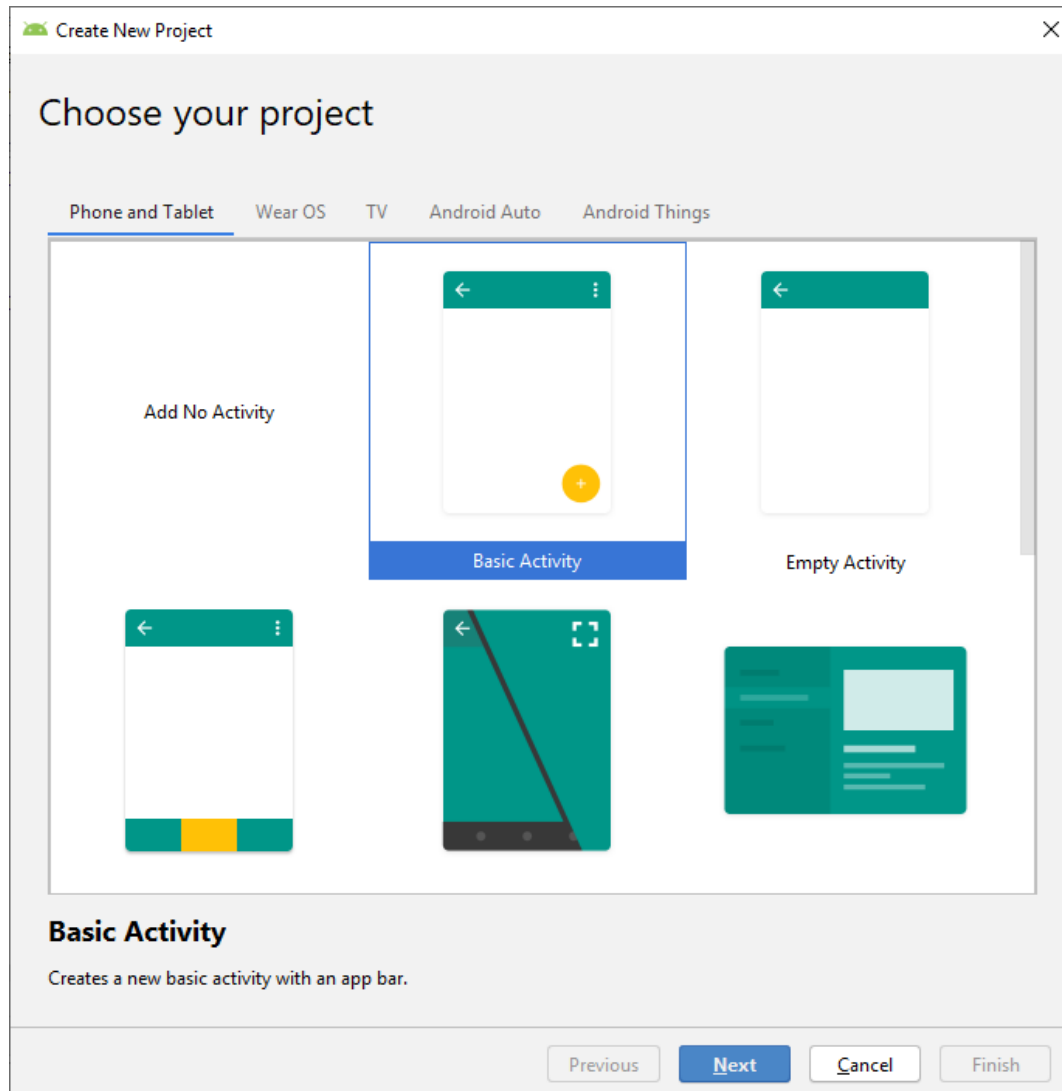 Create New Project
Choose your project
Phone and Tablet Wear OS TV Android Auto Android Things
Add No Activity
Basic Activity
Empty Activity
Basic Activity
Creates a new basic activity with an app bar.
Previous Next Cancel Finish